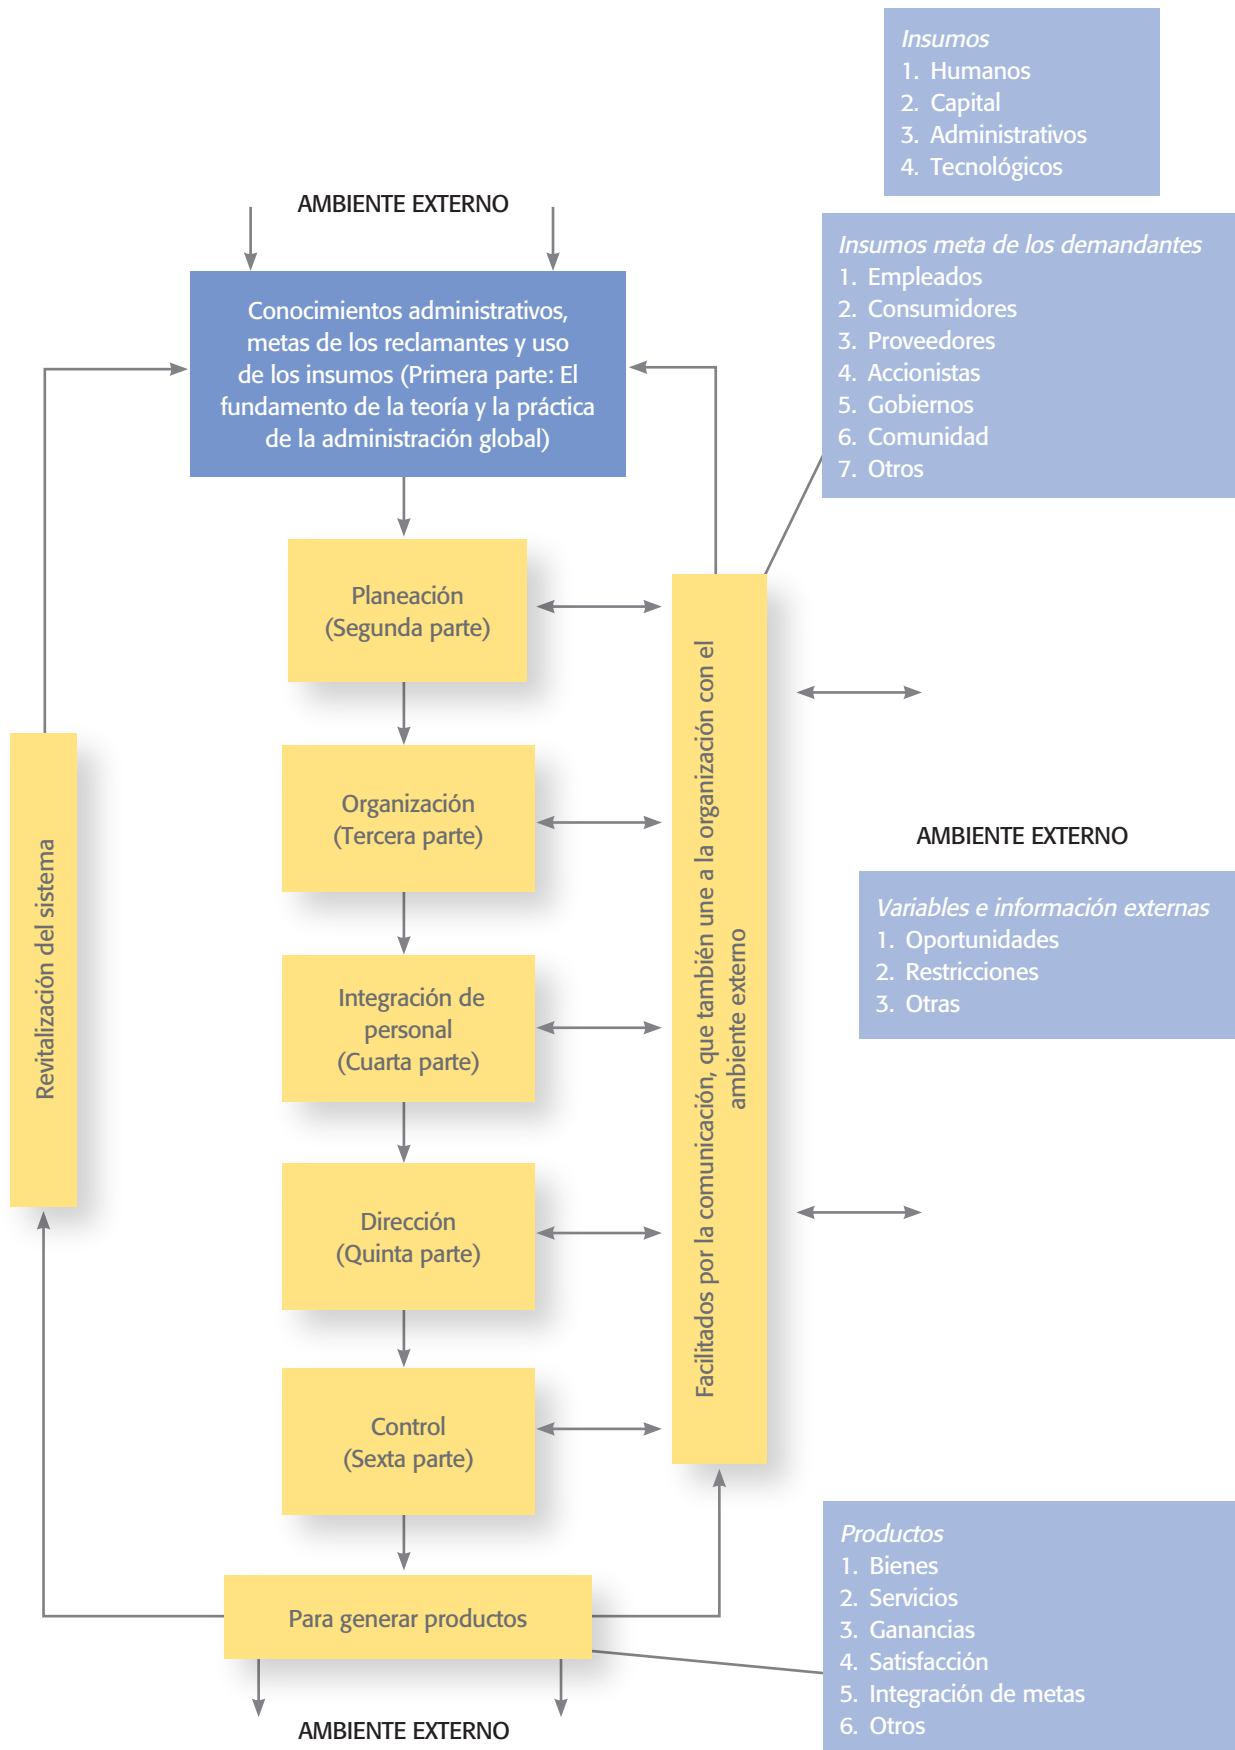 Insumos
1. Humanos
2. Capital
3. Administrativos
4. Tecnológicos
AMBIENTE EXTERNO
Insumos meta de los demandantes
1. Empleados
2. Consumidores
3. Proveedores
4. Accionistas
5. Gobiernos
6. Comunidad
7. Otros
Conocimientos administrativos,
metas de los reclamantes y uso
de los insumos (Primera parte: El
fundamento de la teoría y la práctica
de la administración global)
Planeación
(Segunda parte)
Organización
(Tercera parte)
Integración de
personal
(Cuarta parte)
Dirección
(Quinta parte)
Control
(Sexta parte)
Para generar productos
AMBIENTE EXTERNO
Revitalización del sistema
Facilitados por la comunicación, que también une a la organización con el
ambiente externo
AMBIENTE EXTERNO
Variables e información externas
1. Oportunidades
2. Restricciones
3. Otras
Productos
1. Bienes
2. Servicios
3. Ganancias
4. Satisfacción
5. Integración de metas
6. Otros